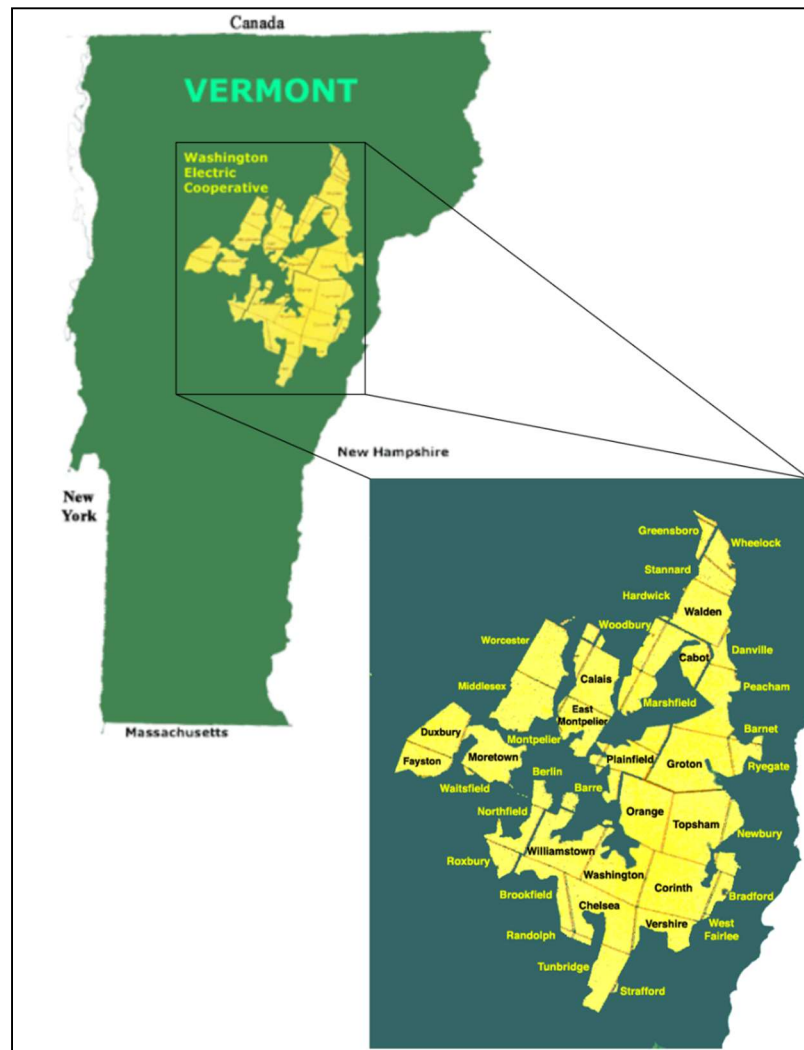 Canada
VERMONT
Washington
Electric
Cooperative
New Hampshire
New
York
Massachusetts
Greensboro
Wheelock
Stannard
Hardwick
Walden
Woodbury
Worcester
Danville
Cabot
Calais
Middlesex
Peacham
Marshfield
East
Montpelier
Duxbury
Montpelier
Barnet
Moretown
Plainfield
Fayston
Groton
Ryegate
Berlin
Waitsfield
Barre
Northfield
Orange
Topsham
Newbury
Williamstown
Roxbury
Washington
Corinth
Brookfield
Bradford
Chelsea
Vershire
West
Fairlee
Randolph
Tunbridge
Strafford